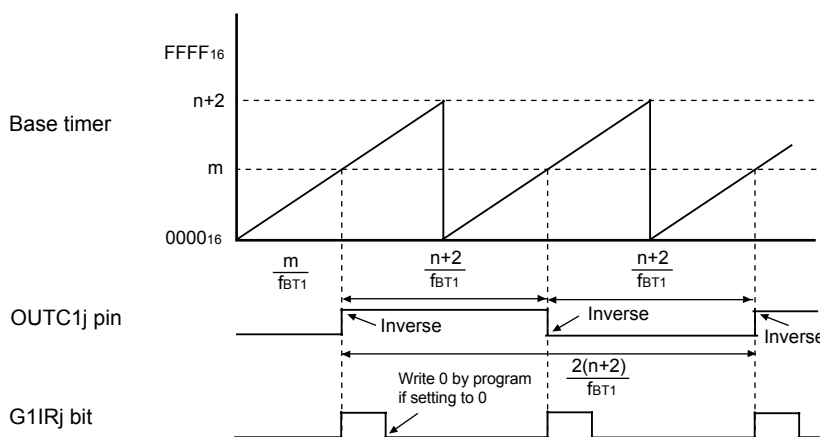 FFFF16
n+2
Base timer
m
000016
m
fBT1
n+2
fBT1
n+2
fBT1
OUTC1j pin
Inverse
Inverse
Inverse
2(n+2)
fBT1
Write 0 by program
if setting to 0
G1IRj bit